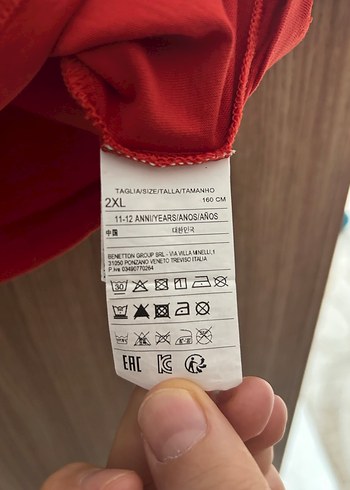 TAGLIA/SIZE/TALLA/TAMANHO
2XL 160 CM
11-12 ANNI/YEARS/ANOS/AÑOS
中国 대한민국
BENETTON GROUP SRL - VIA VILLA MINELLI,1
31050 PONZANO VENETO TREVISO ITALIA
P.Iva 03490770264
30
EAC KC